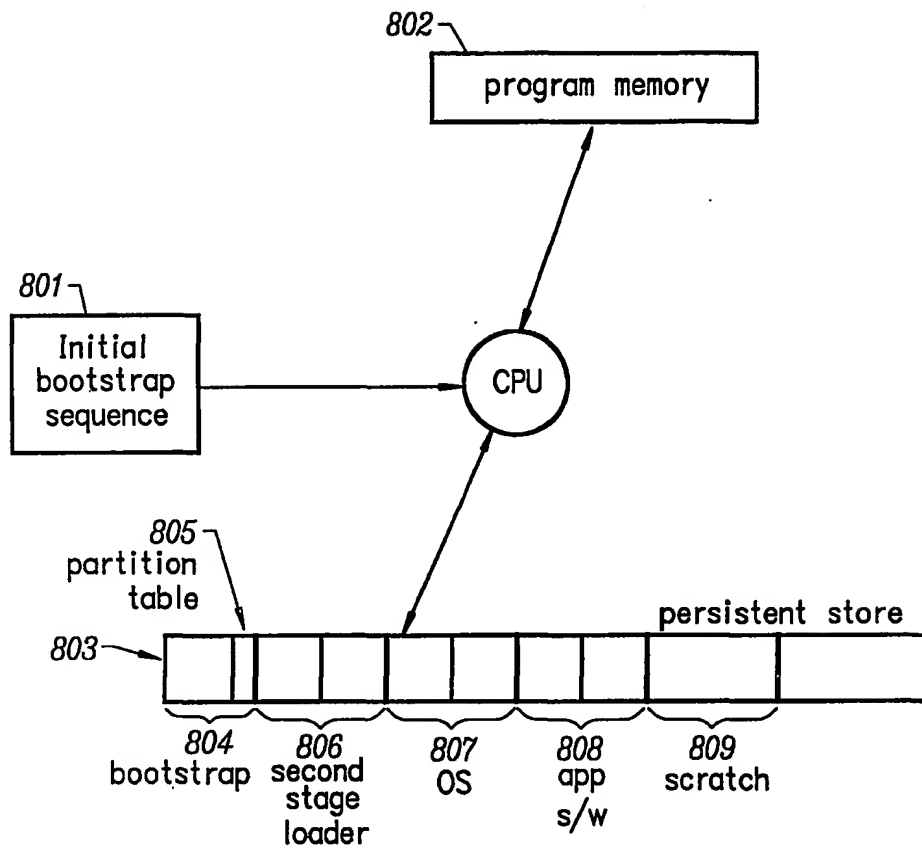 802
program memory
801
Initial
bootstrap
sequence
CPU
805
partition
table
persistent store
803
804
bootstrap
806
second
stage
loader
807
OS
808
app
s/w
809
scratch